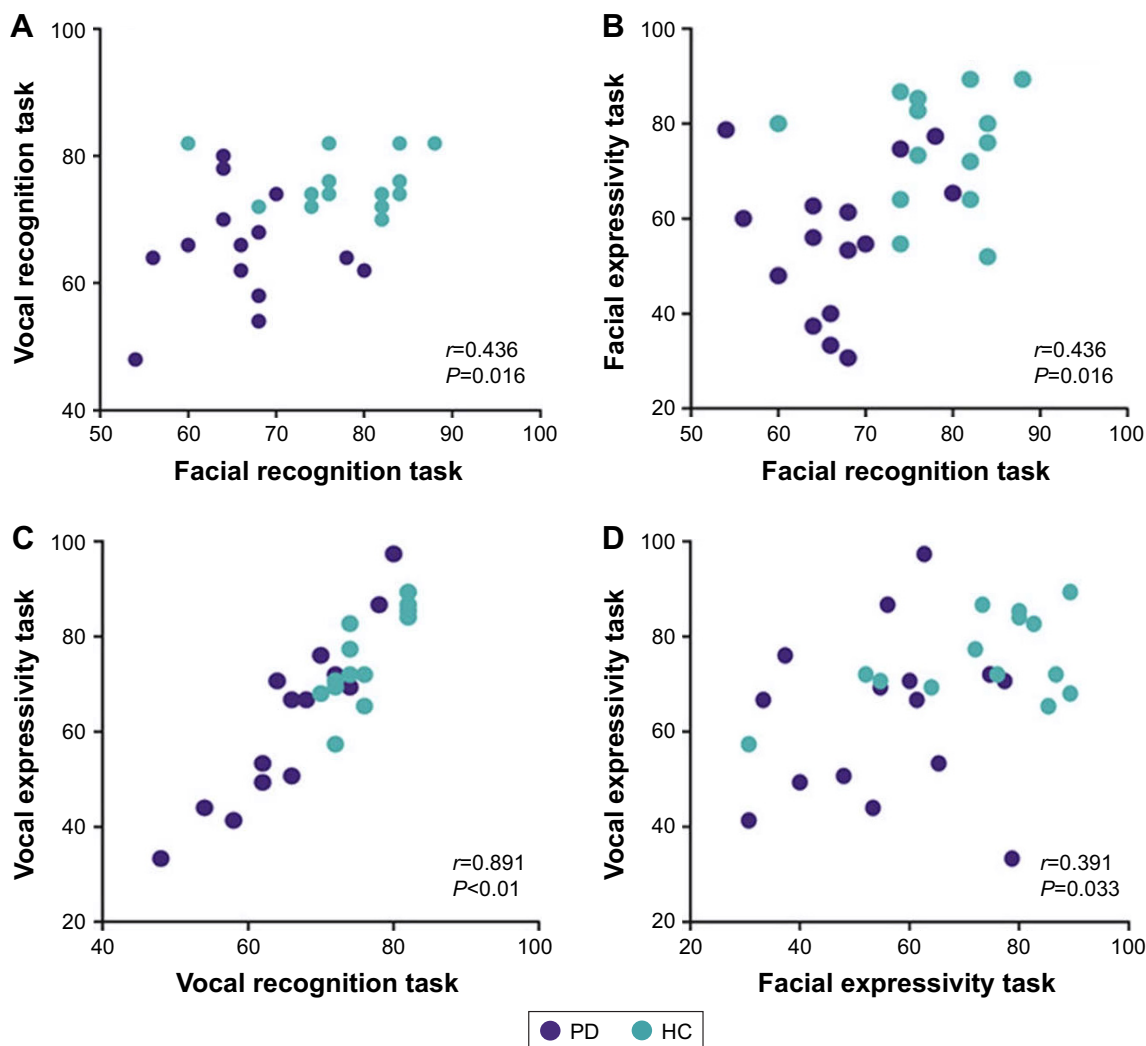 A
100
80
60
40
50
60
70
80
90
100
Vocal recognition task
Facial recognition task
r=0.436
P=0.016
B
100
80
60
40
20
50
60
70
80
90
100
Facial expressivity task
Facial recognition task
r=0.436
P=0.016
C
100
80
60
40
20
40
60
80
100
Vocal expressivity task
Vocal recognition task
r=0.891
P<0.01
D
100
80
60
40
20
20
40
60
80
100
Vocal expressivity task
Facial expressivity task
r=0.391
P=0.033
PD
HC